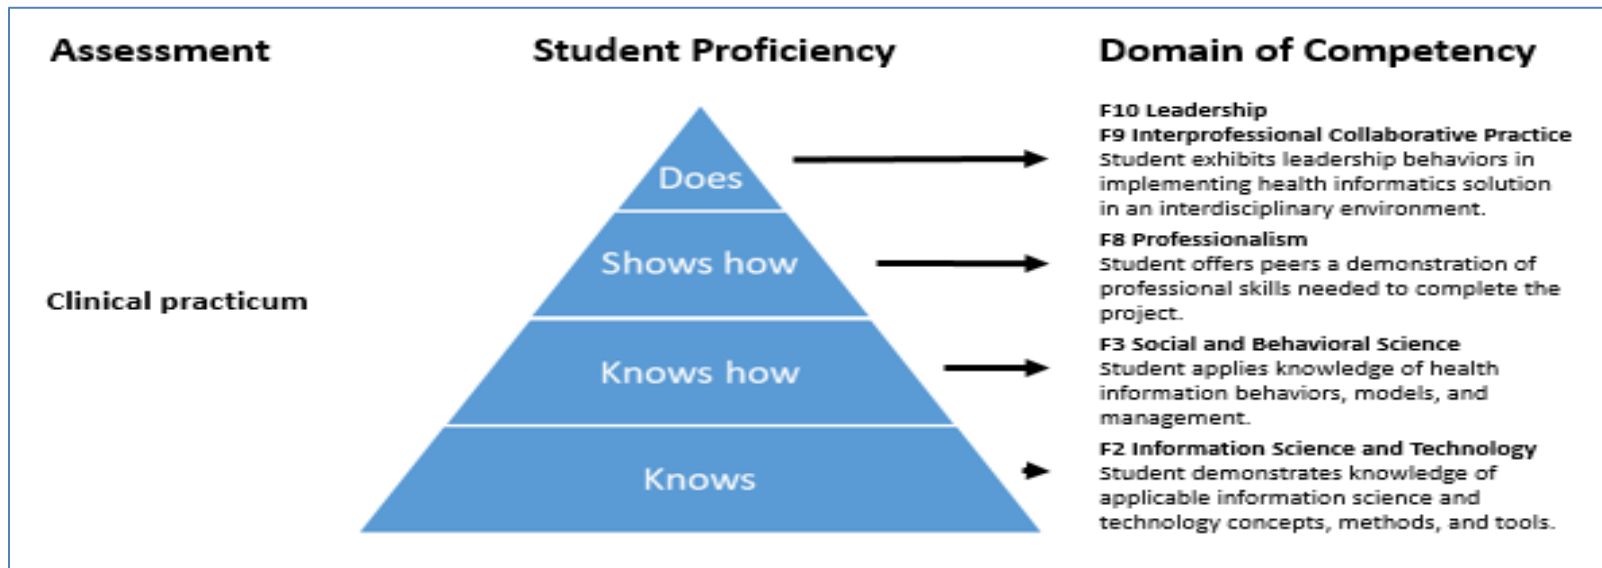 Assessment
Student Proficiency
Domain of Competency
Clinical practicum
Does
Shows how
Knows how
Knows
F10 Leadership
F9 Interprofessional Collaborative Practice
Student exhibits leadership behaviors in
implementing health informatics solution
in an interdisciplinary environment.
F8 Professionalism
Student offers peers a demonstration of
professional skills needed to complete the
project.
F3 Social and Behavioral Science
Student applies knowledge of health
information behaviors, models, and
management.
F2 Information Science and Technology
Student demonstrates knowledge of
applicable information science and
technology concepts, methods, and tools.